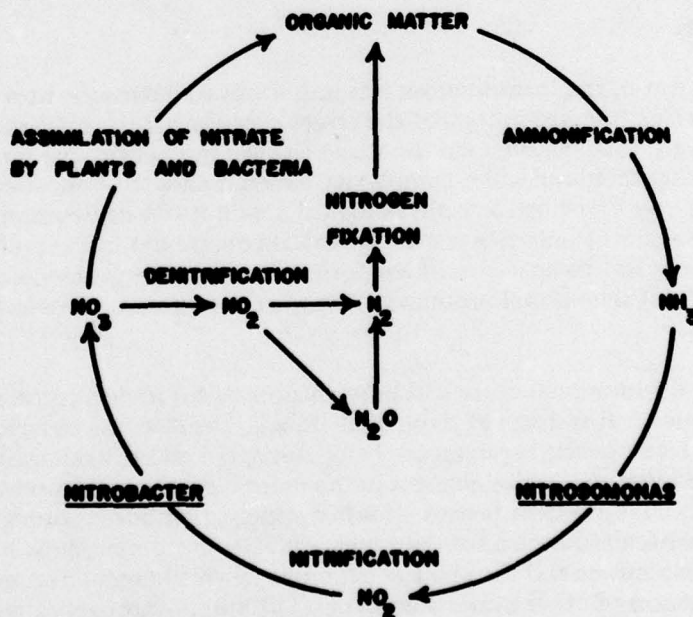 ORGANIC MATTER
ASSIMILATION OF NITRATE
BY PLANTS AND BACTERIA
AMMONIFICATION
NITROGEN
FIXATION
DENITRIFICATION
NO3
NO2
N2
NH3
N2O
NITROBACTER
NITROSOMONAS
NITRIFICATION
NO2